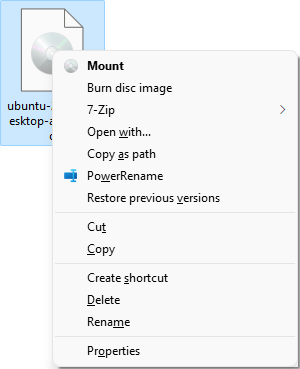 ubuntu-
esktop-a
Mount
Burn disc image
7-Zip
Open with...
Copy as path
PowerRename
Restore previous versions
Cut
Copy
Create shortcut
Delete
Rename
Properties